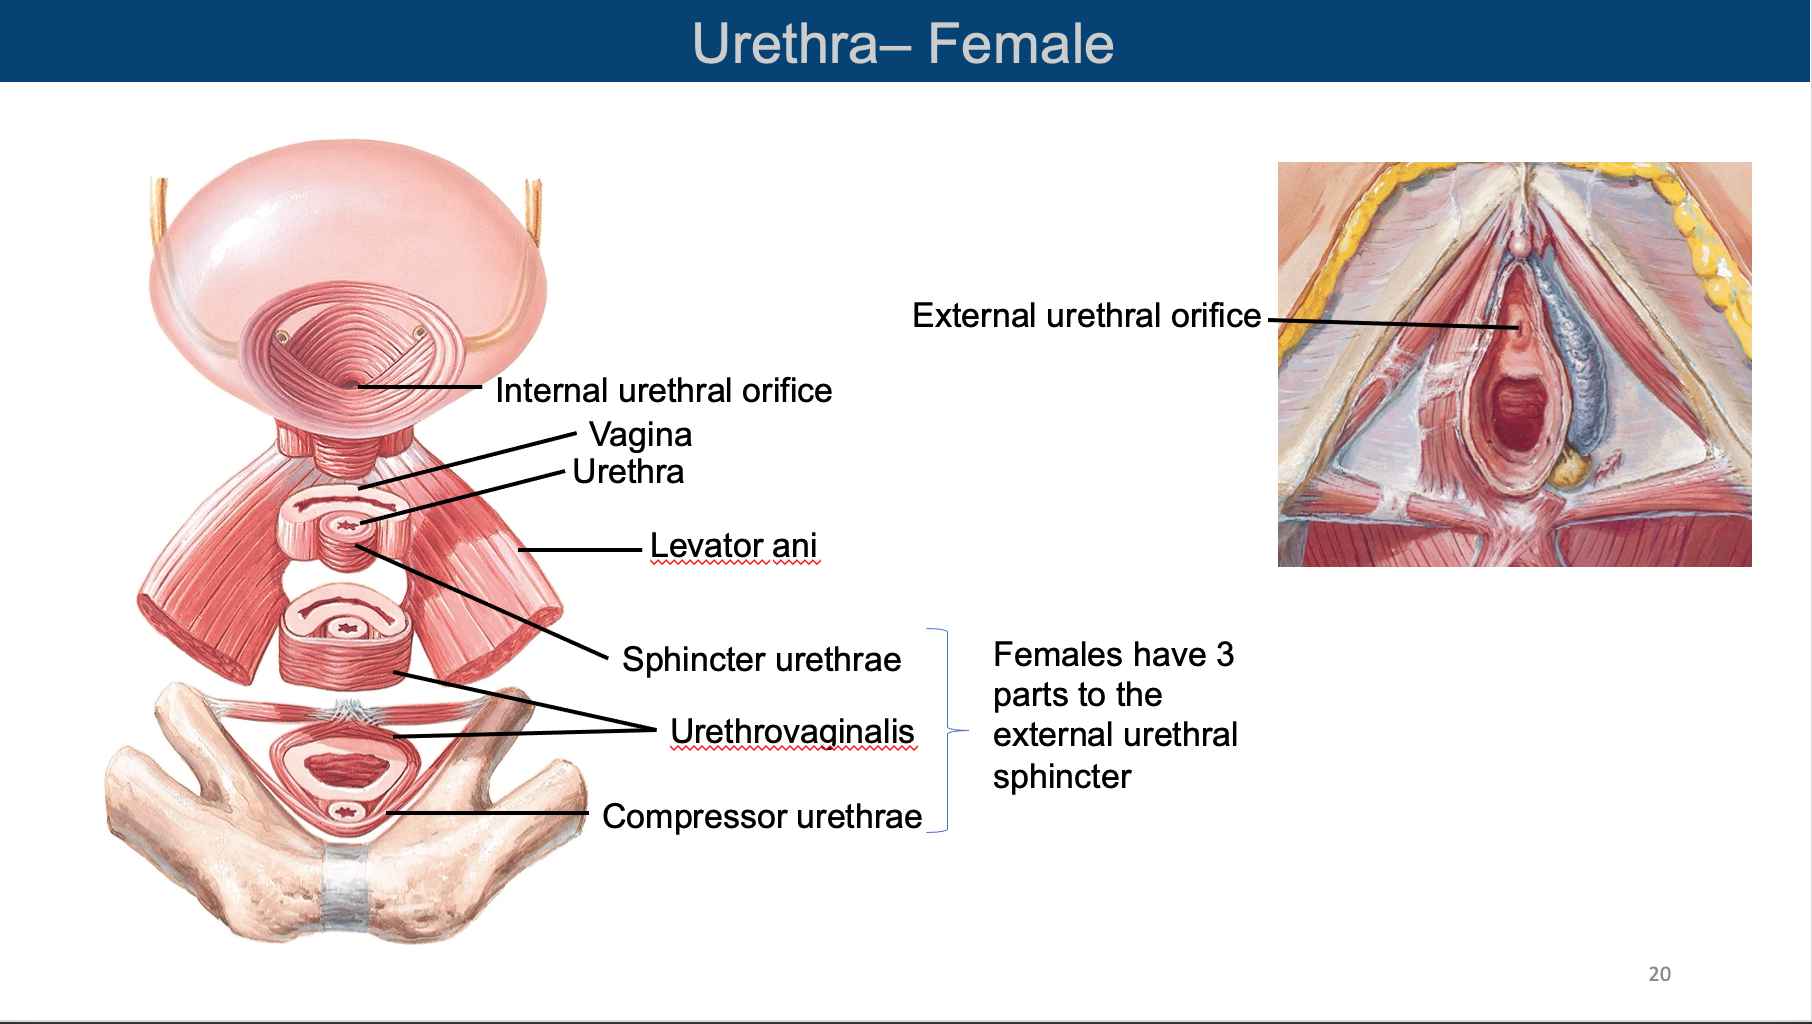 Urethra– Female
External urethral orifice
Internal urethral orifice
Vagina
Urethra
Levator ani
Sphincter urethrae
Urethrovaginalis
Compressor urethrae
Females have 3
parts to the
external urethral
sphincter
20